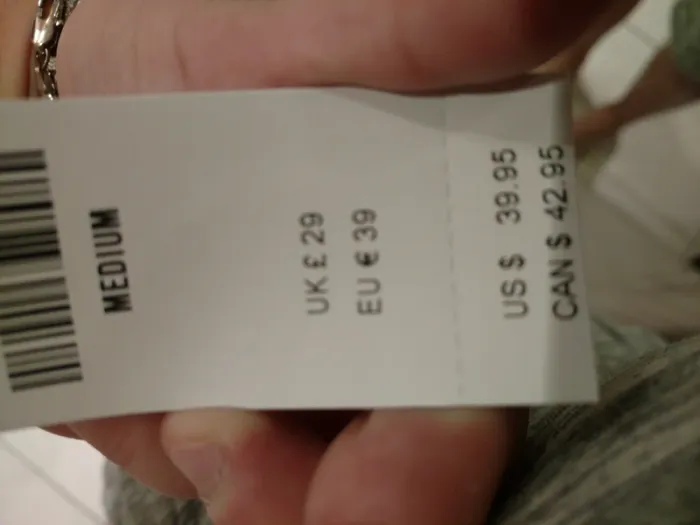 MEDIUM
UK £ 29
EU € 39
US $ 39.95
CAN $ 42.95